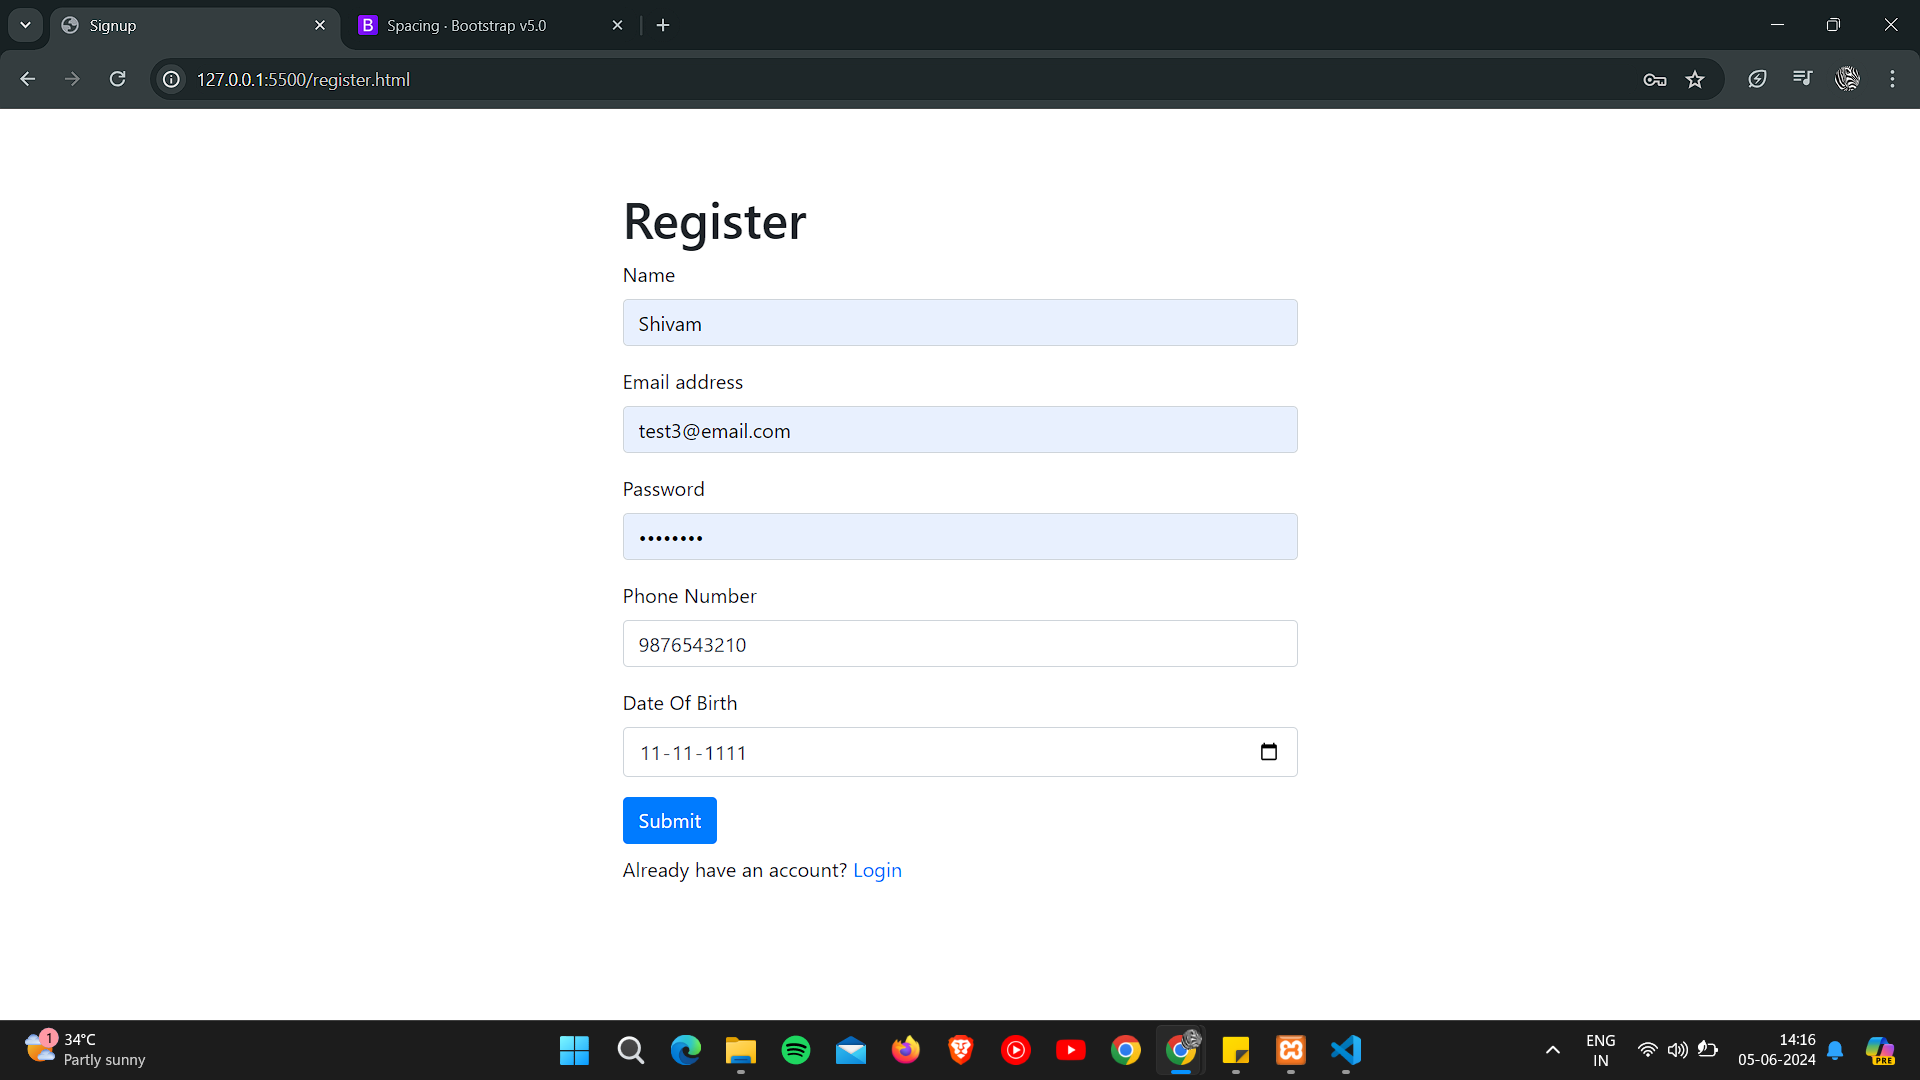 Signup
B Spacing · Bootstrap v5.0
127.0.0.1:5500/register.html
Register
Name
Shivam
Email address
test3@email.com
Password
••••••••
Phone Number
9876543210
Date Of Birth
11-11-1111
Submit
Already have an account? Login
1
34°C
Partly sunny
ENG
IN
14:16
05-06-2024
PRE